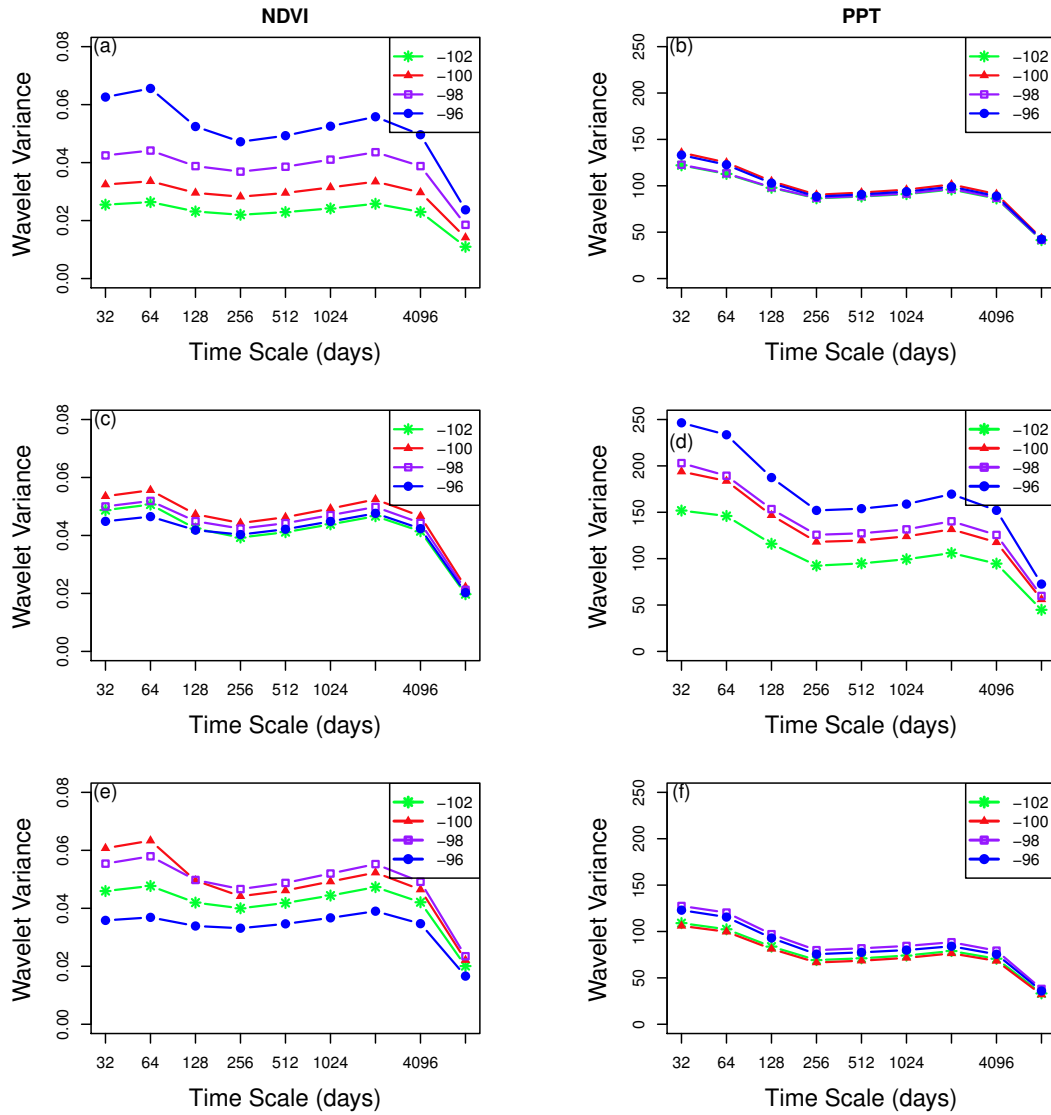 NDVI
(a)
0.00 0.02 0.04 0.06 0.08
Wavelet Variance
−102
−100
−98
−96
32 64 128 256 512 1024 4096
Time Scale (days)
PPT
(b)
0 50 100 150 200 250
Wavelet Variance
−102
−100
−98
−96
32 64 128 256 512 1024 4096
Time Scale (days)
(c)
0.00 0.02 0.04 0.06 0.08
Wavelet Variance
−102
−100
−98
−96
32 64 128 256 512 1024 4096
Time Scale (days)
(d)
0 50 100 150 200 250
Wavelet Variance
−102
−100
−98
−96
32 64 128 256 512 1024 4096
Time Scale (days)
(e)
0.00 0.02 0.04 0.06 0.08
Wavelet Variance
−102
−100
−98
−96
32 64 128 256 512 1024 4096
Time Scale (days)
(f)
0 50 100 150 200 250
Wavelet Variance
−102
−100
−98
−96
32 64 128 256 512 1024 4096
Time Scale (days)